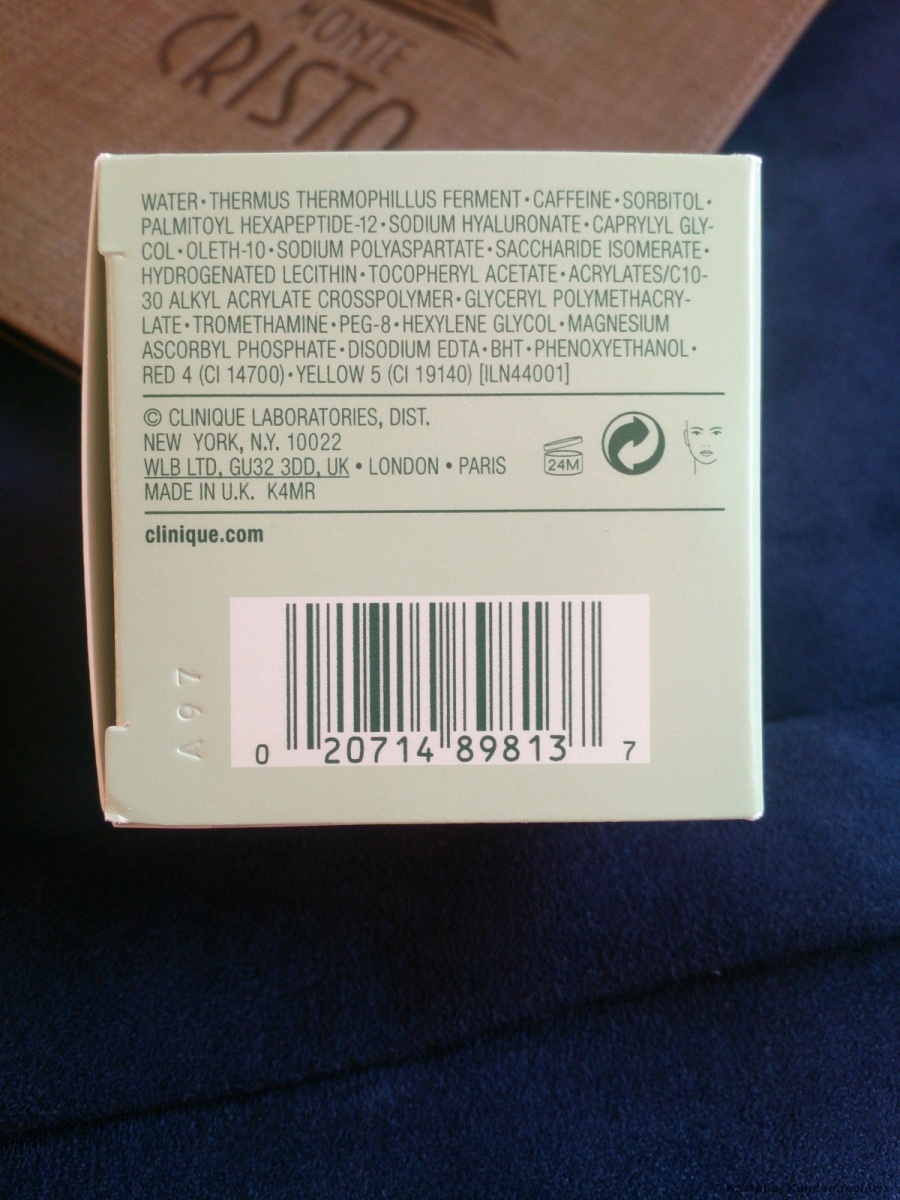 MONTE
CRISTO
WATER•THERMUS THERMOPHILLUS FERMENT•CAFFEINE•SORBITOL•
PALMITOYL HEXAPEPTIDE-12•SODIUM HYALURONATE•CAPRYLYL GLY-
COL•OLETH-10•SODIUM POLYASPARTATE•SACCHARIDE ISOMERATE•
HYDROGENATED LECITHIN•TOCOPHERYL ACETATE•ACRYLATES/C10-
30 ALKYL ACRYLATE CROSSPOLYMER•GLYCERYL POLYMETHACRY-
LATE•TROMETHAMINE•PEG-8•HEXYLENE GLYCOL•MAGNESIUM
ASCORBYL PHOSPHATE•DISODIUM EDTA•BHT•PHENOXYETHANOL•
RED 4 (CI 14700)•YELLOW 5 (CI 19140) [ILN44001]
© CLINIQUE LABORATORIES, DIST.
NEW YORK, N.Y. 10022
WLB LTD, GU32 3DD, UK • LONDON • PARIS
MADE IN U.K. K4MR
24M
clinique.com
A97
0 20714 89813 7